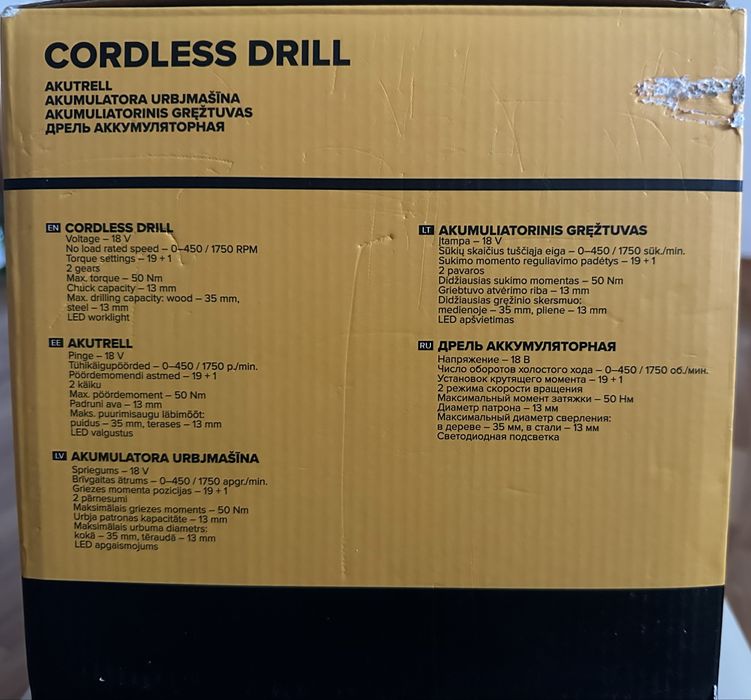 CORDLESS DRILL
AKUTRELL
AKUMULATORA URBJMAŠĪNA
AKUMULIATORINIS GRĘŽTUVAS
ДРЕЛЬ АККУМУЛЯТОРНАЯ
EN CORDLESS DRILL
Voltage – 18 V
No load rated speed – 0–450 / 1750 RPM
Torque settings – 19 + 1
2 gears
Max. torque – 50 Nm
Chuck capacity – 13 mm
Max. drilling capacity: wood – 35 mm,
steel – 13 mm
LED worklight
EE AKUTRELL
Pinge – 18 V
Tühikäigupöörded – 0–450 / 1750 p./min.
Pöördemomendi astmed – 19 + 1
2 käiku
Max. pöördemoment – 50 Nm
Padruni ava – 13 mm
Maks. puurimisaugu läbimõõt:
puidus – 35 mm, terases – 13 mm
LED valgustus
LV AKUMULATORA URBJMAŠĪNA
Spriegums – 18 V
Brīvgaitas ātrums – 0–450 / 1750 apgr./min.
Griezes momenta pozicijas – 19 + 1
2 pārnesumi
Maksimālais griezes moments – 50 Nm
Urbja patronas kapacitāte – 13 mm
Maksimālais urbuma diametrs:
kokā – 35 mm, tēraudā – 13 mm
LED apgaismojums
LT AKUMULIATORINIS GRĘŽTUVAS
Įtampa – 18 V
Sūkių skaičius tuščiąja eiga – 0–450 / 1750 sūk./min.
Sukimo momento reguliavimo padėtys – 19 + 1
2 pavaros
Didžiausias sukimo momentas – 50 Nm
Griebtuvo atvėrimo riba – 13 mm
Didžiausias gręžinio skersmuo:
medienoje – 35 mm, pliene – 13 mm
LED apšvietimas
RU ДРЕЛЬ АККУМУЛЯТОРНАЯ
Напряжение – 18 В
Число оборотов холостого хода – 0–450 / 1750 об./мин.
Установок крутящего момента – 19 + 1
2 режима скорости вращения
Максимальный момент затяжки – 50 Нм
Диаметр патрона – 13 мм
Максимальный диаметр сверления:
в дереве – 35 мм, в стали – 13 мм
Светодиодная подсветка